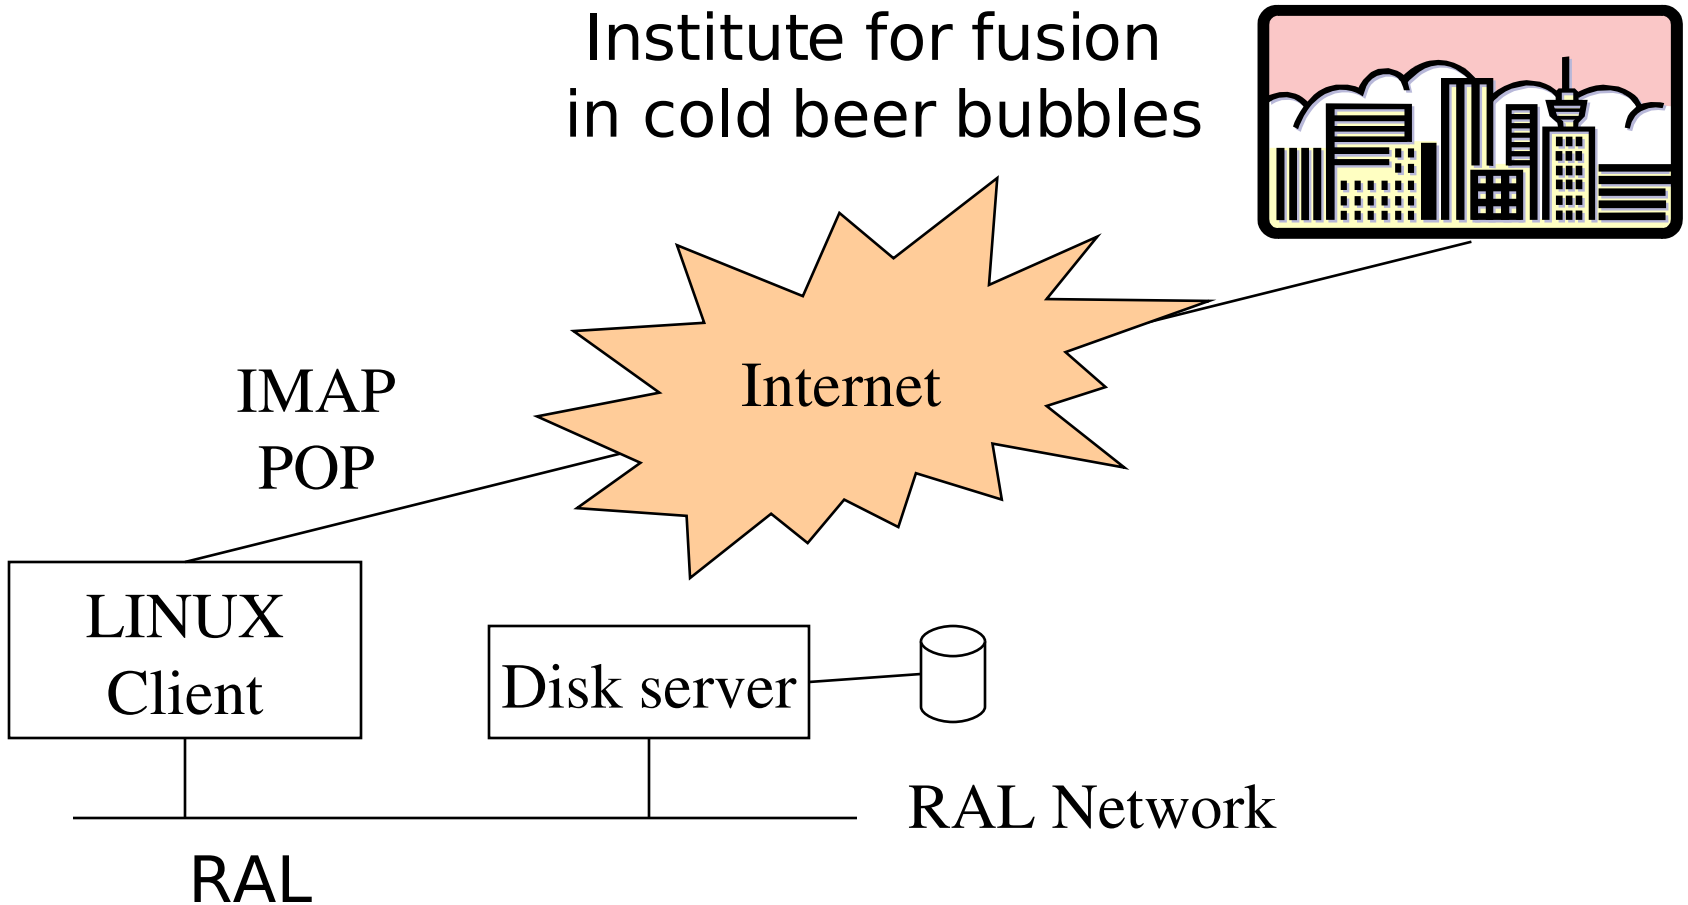 Institute for fusion
in cold beer bubbles
Internet
IMAP
POP
LINUX
Client
Disk server
RAL Network
RAL